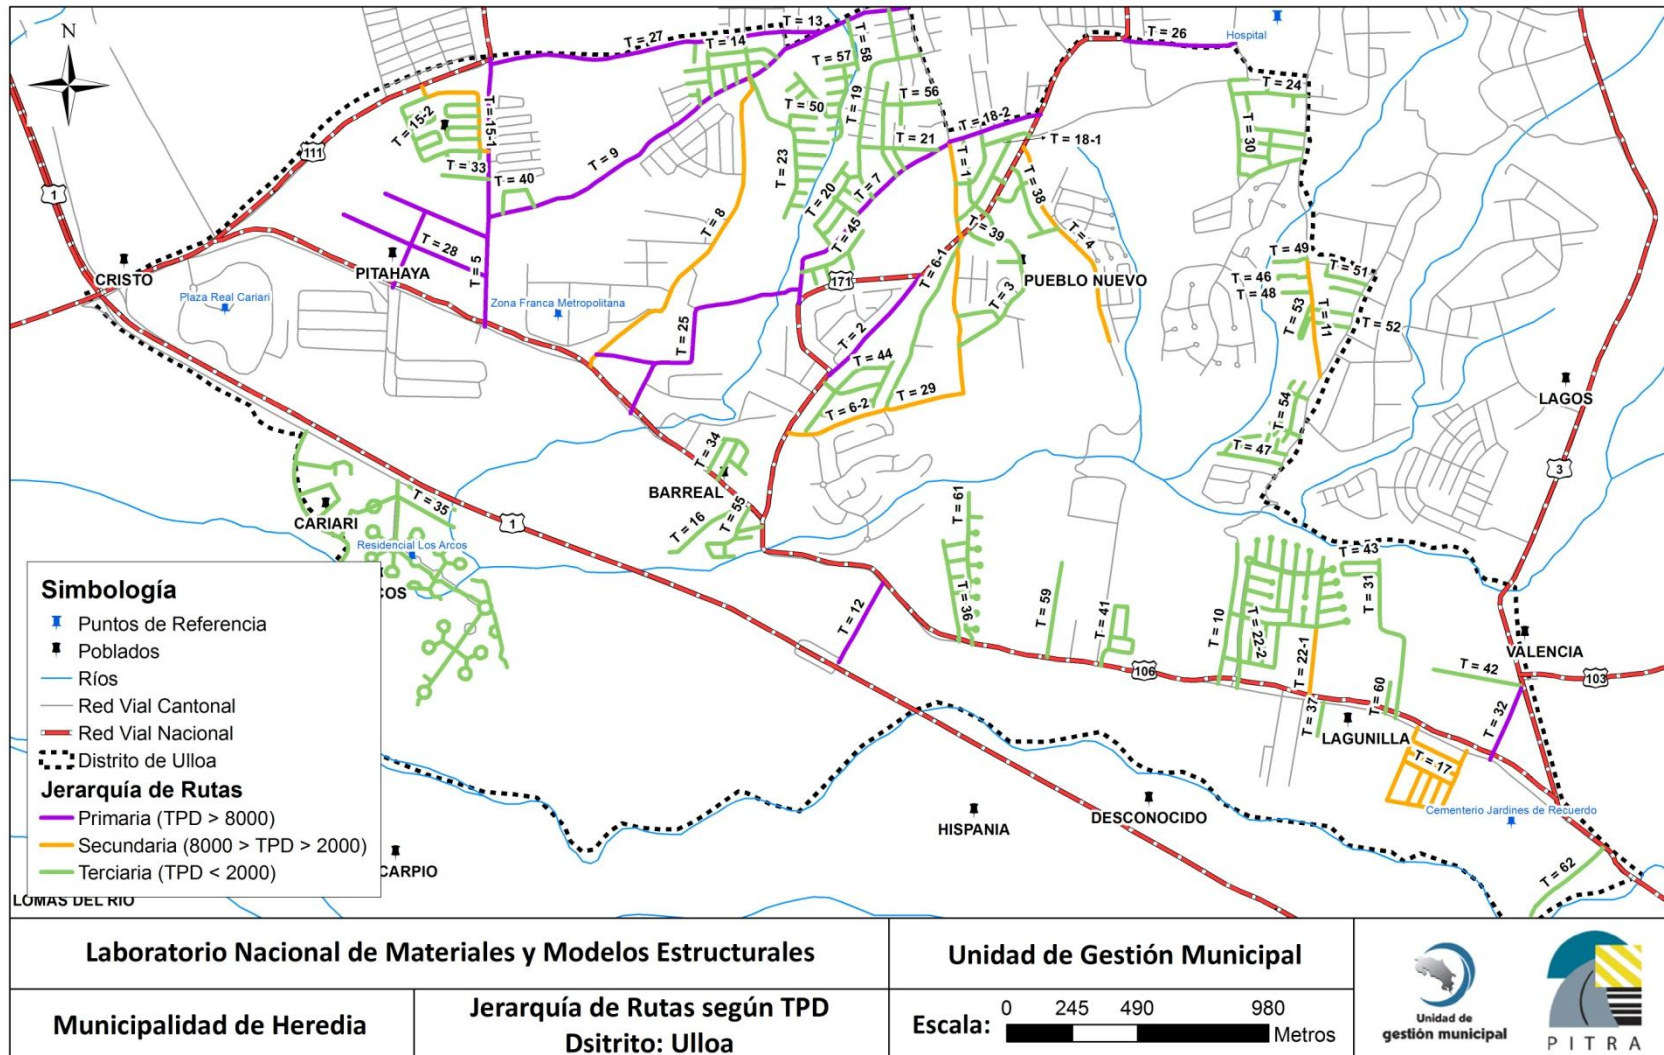 N
T = 27
T = 13
T = 14
T = 58
T = 57
T = 26
Hospital
T = 24
T = 15-2
T = 15-1
T = 50
T = 19
T = 56
T = 18-2
T = 18-1
T = 21
T = 30
111
T = 9
T = 33
T = 40
T = 23
T = 20
T = 7
T = 1
T = 38
1
T = 8
T = 45
T = 39
T = 4
T = 28
T = 5
T = 6-1
CRISTO
PITAHAYA
171
PUEBLO NUEVO
T = 49
T = 46
T = 48
T = 51
Plaza Real Cariari
Zona Franca Metropolitana
T = 3
T = 53
T = 11
T = 52
T = 25
T = 2
T = 44
T = 29
T = 6-2
LAGOS
T = 54
T = 34
T = 47
3
BARREAL
T = 35
T = 61
CARIARI
1
T = 16
T = 55
Residencial Los Arcos
T = 43
COS
T = 12
T = 36
T = 59
T = 41
T = 10
T = 22-2
T = 22-1
T = 31
VALENCIA
106
T = 42
103
T = 60
T = 37
T = 32
LAGUNILLA
T = 17
HISPANIA
DESCONOCIDO
Cementerio Jardines de Recuerdo
CARPIO
T = 62
LOMAS DEL RIO
Simbología
Puntos de Referencia
Poblados
Ríos
Red Vial Cantonal
Red Vial Nacional
Distrito de Ulloa
Jerarquía de Rutas
Primaria (TPD > 8000)
Secundaria (8000 > TPD > 2000)
Terciaria (TPD < 2000)
Laboratorio Nacional de Materiales y Modelos Estructurales
Unidad de Gestión Municipal
Municipalidad de Heredia
Jerarquía de Rutas según TPD
Dsitrito: Ulloa
Escala:
0 245 490 980
Metros
Unidad de
gestión municipal
PITRA